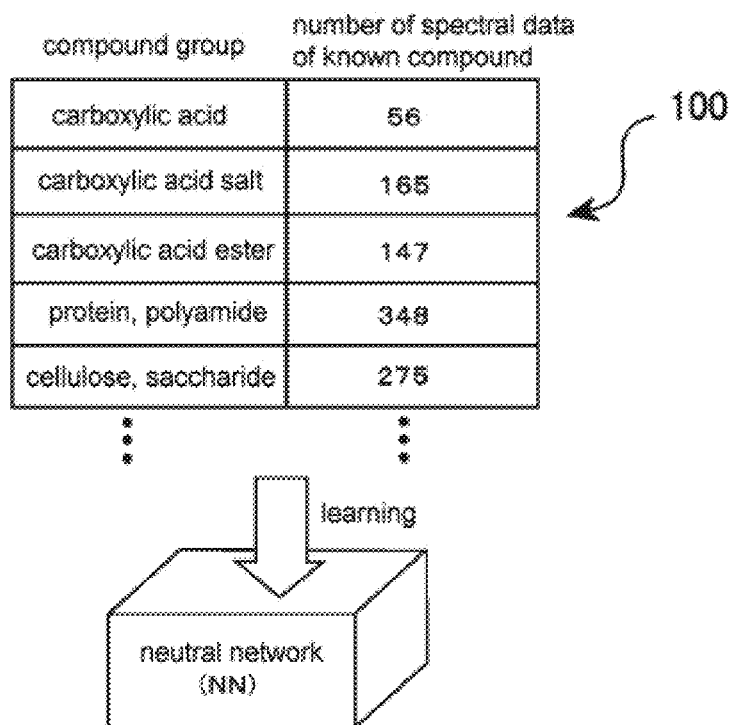 compound group
number of spectral data
of known compound
100
carboxylic acid 56
carboxylic acid salt 165
carboxylic acid ester 147
protein, polyamide 348
cellulose, saccharide 275
learning
neutral network
(NN)